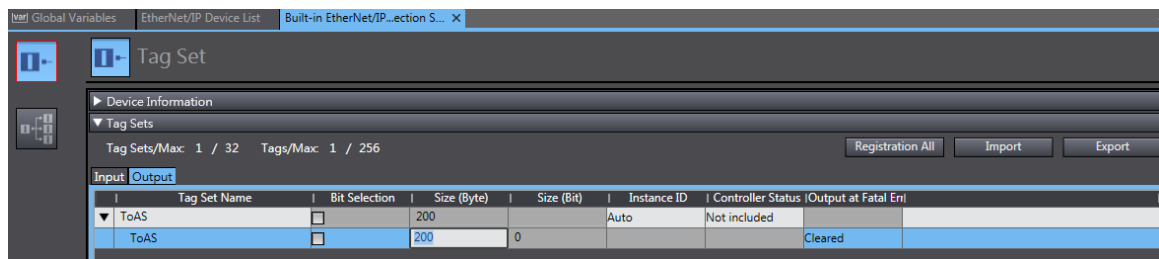 [var] Global Variables EtherNet/IP Device List Built-in EtherNet/IP...ection S... X
Tag Set
Device Information
Tag Sets
Tag Sets/Max: 1 / 32 Tags/Max: 1 / 256 Registration All Import Export
Input Output
Tag Set Name Bit Selection Size (Byte) Size (Bit) Instance ID Controller Status Output at Fatal Err
ToAS 200 Auto Not included
ToAS 200 0 Cleared